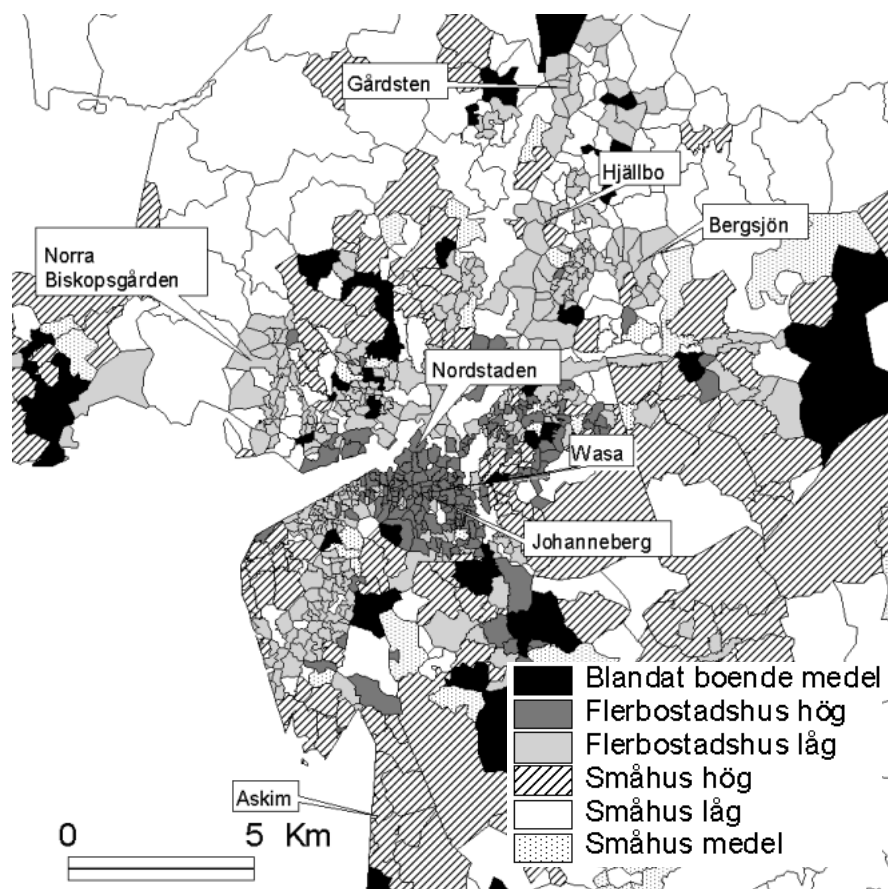 Gårdsten
Hjällbo
Bergsjön
Norra
Biskopsgården
Nordstaden
Wasa
Johanneberg
Askim
0 5 Km
Blandat boende medel
Flerbostadshus hög
Flerbostadshus låg
Småhus hög
Småhus låg
Småhus medel